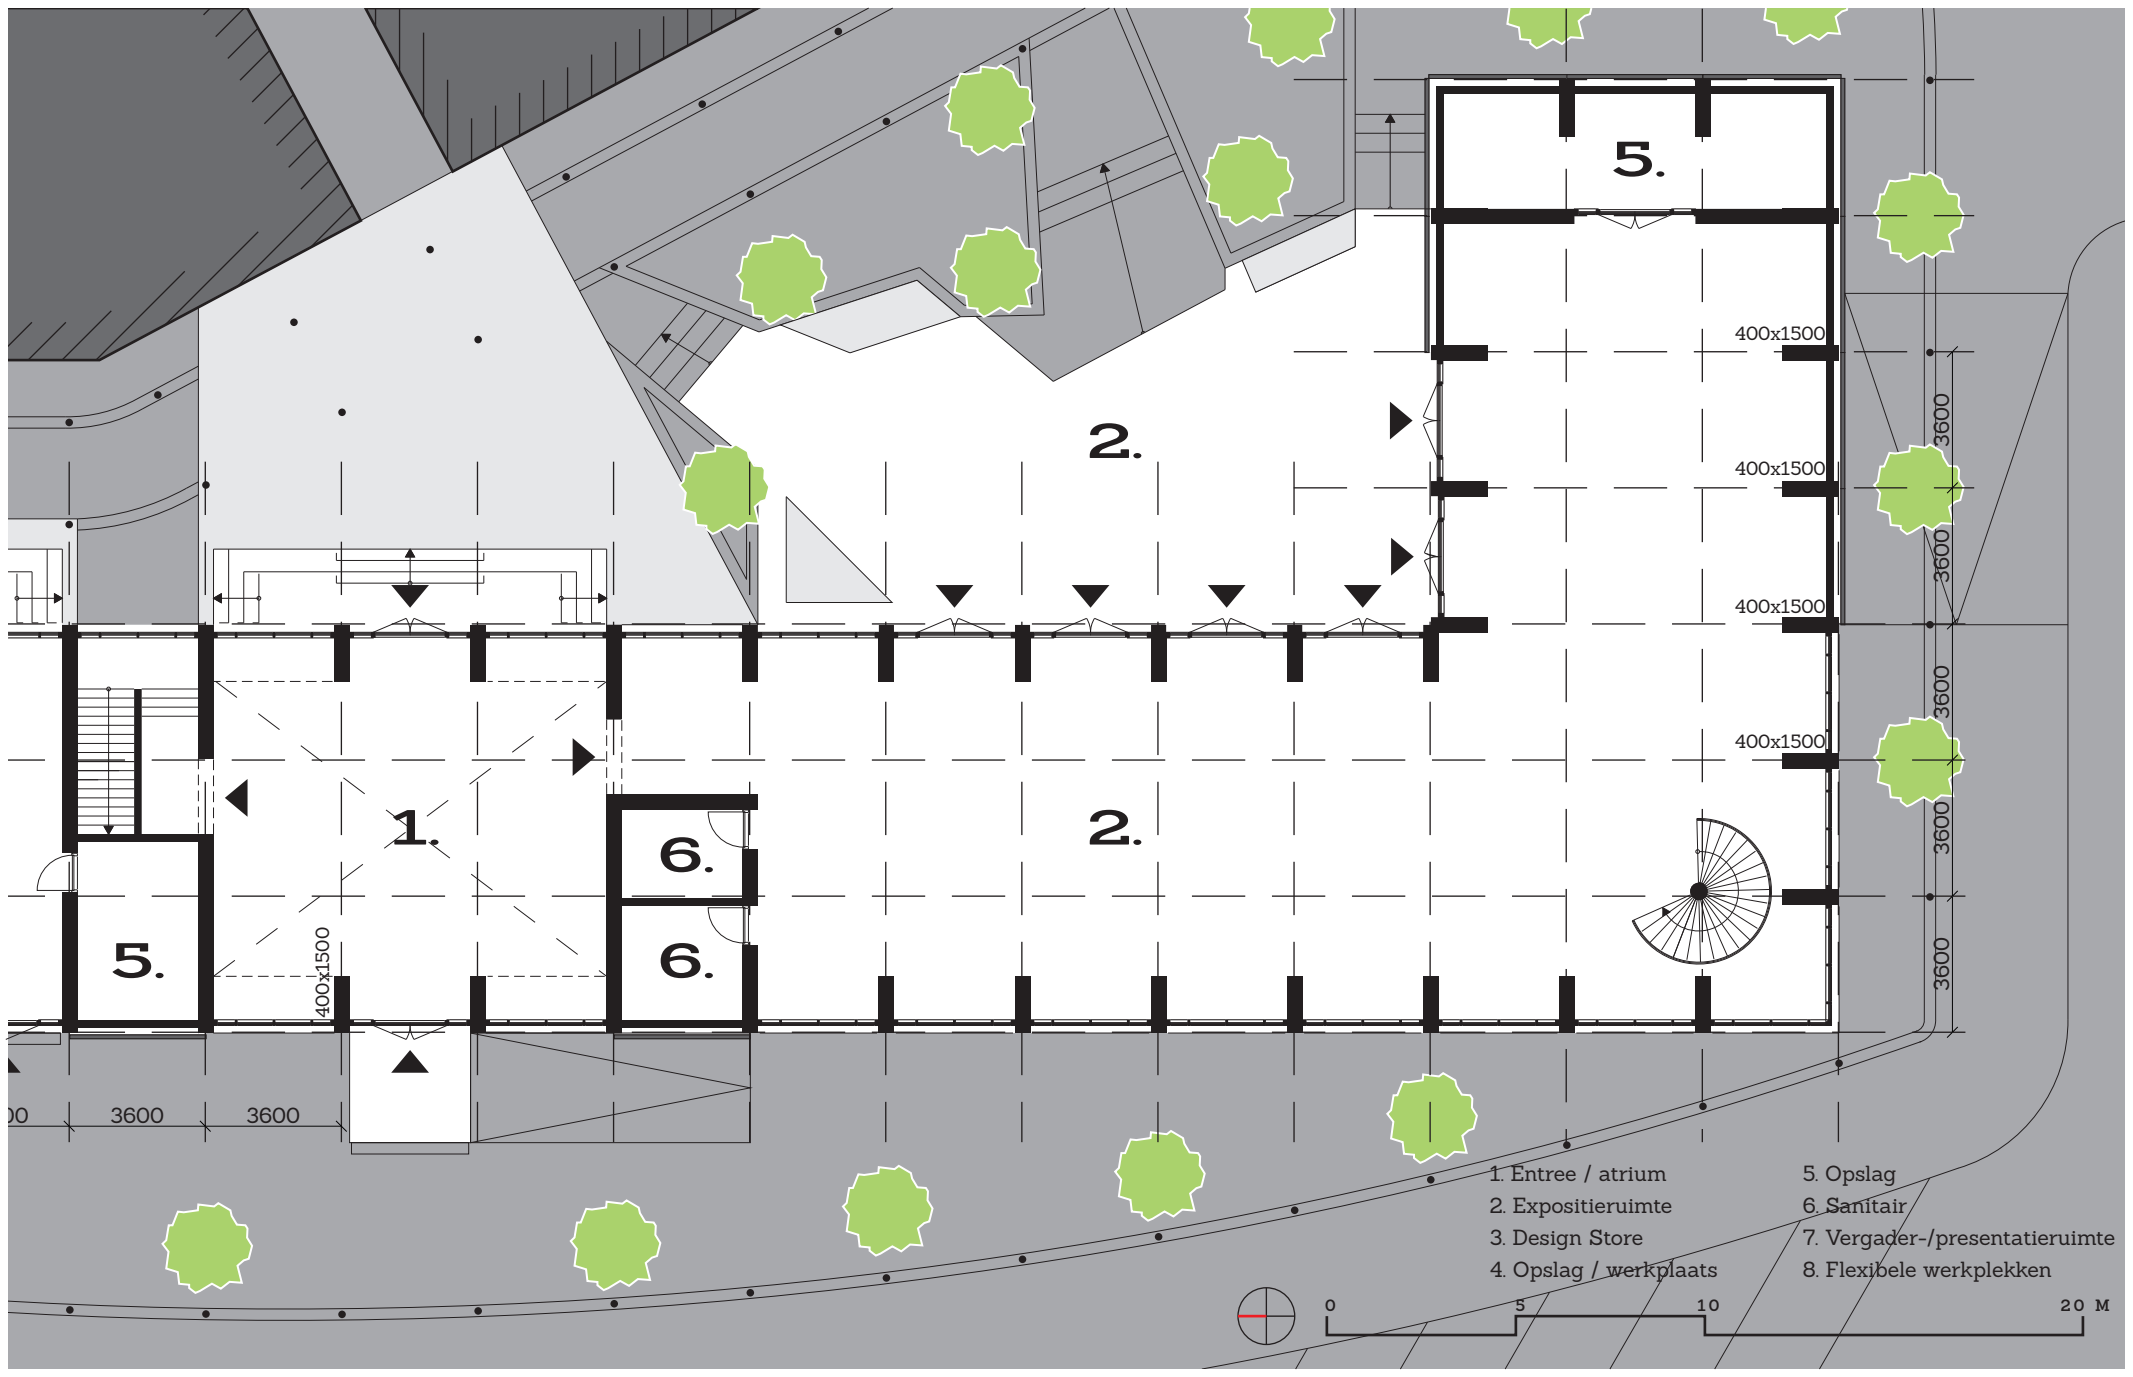 5.
400x1500
3600
2.
400x1500
3600
400x1500
3600
400x1500
1.
2.
3600
6.
5.
400x1500
6.
3600
00
3600
3600
1. Entree / atrium
2. Expositieruimte
3. Design Store
4. Opslag / werkplaats
5. Opslag
6. Sanitair
7. Vergader-/presentatieruimte
8. Flexibele werkplekken
0 5 10 20 M